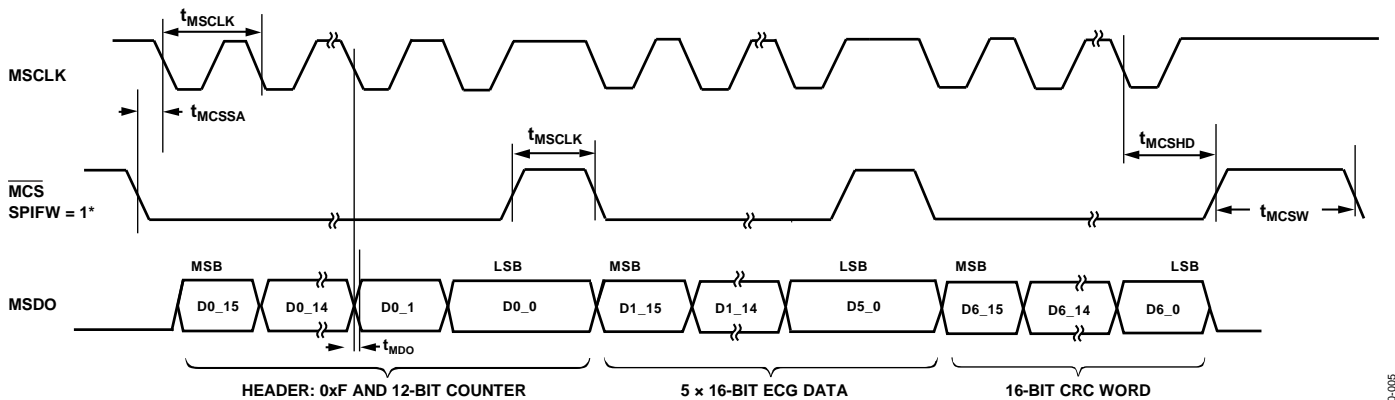 tMSCLK
MSCLK
tMCSSA
tMSCLK
tMCSHD
MCS
SPIFW = 1*
tMCSW
MSB
LSB
MSB
LSB
MSB
LSB
MSDO
D0_15
D0_14
D0_1
D0_0
D1_15
D1_14
D5_0
D6_15
D6_14
D6_0
tMDO
HEADER: 0xF AND 12-BIT COUNTER
5 × 16-BIT ECG DATA
16-BIT CRC WORD